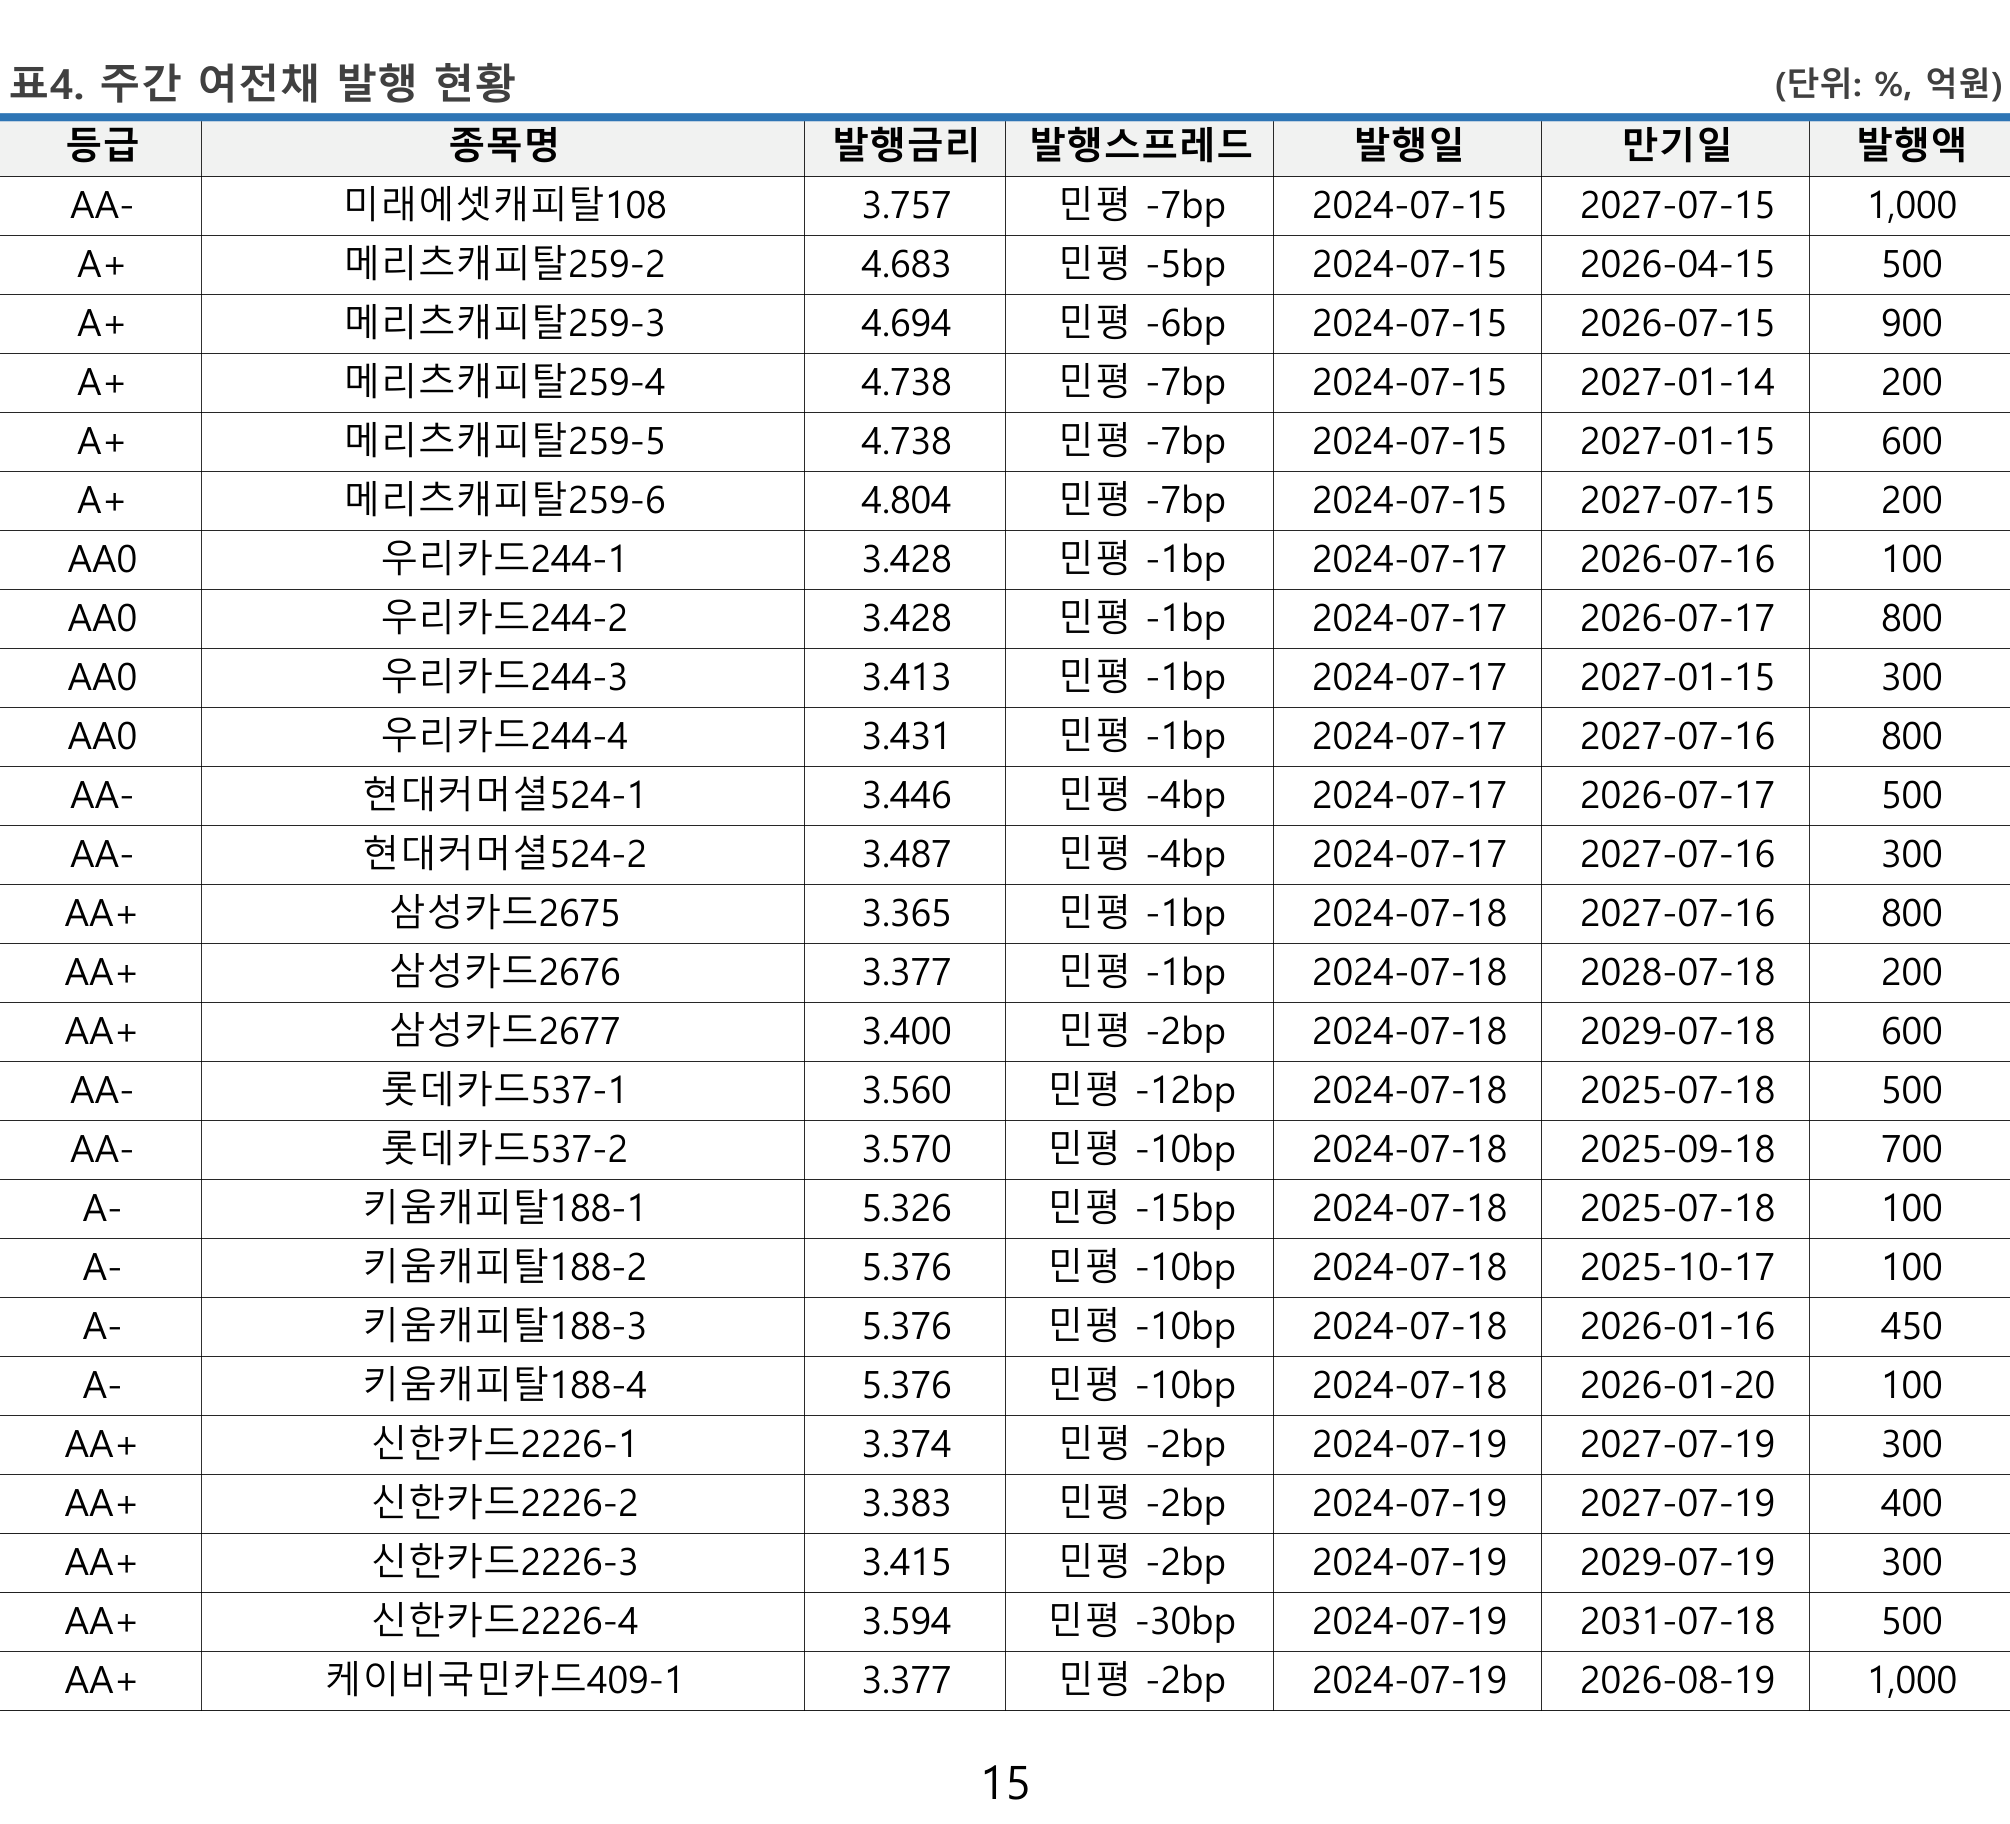 표4. 주간 여전채 발행 현황 (단위: %, 억원)
등급 종목명 발행금리 발행스프레드 발행일 만기일 발행액
AA- 미래에셋캐피탈108 3.757 민평 -7bp 2024-07-15 2027-07-15 1,000
A+ 메리츠캐피탈259-2 4.683 민평 -5bp 2024-07-15 2026-04-15 500
A+ 메리츠캐피탈259-3 4.694 민평 -6bp 2024-07-15 2026-07-15 900
A+ 메리츠캐피탈259-4 4.738 민평 -7bp 2024-07-15 2027-01-14 200
A+ 메리츠캐피탈259-5 4.738 민평 -7bp 2024-07-15 2027-01-15 600
A+ 메리츠캐피탈259-6 4.804 민평 -7bp 2024-07-15 2027-07-15 200
AA0 우리카드244-1 3.428 민평 -1bp 2024-07-17 2026-07-16 100
AA0 우리카드244-2 3.428 민평 -1bp 2024-07-17 2026-07-17 800
AA0 우리카드244-3 3.413 민평 -1bp 2024-07-17 2027-01-15 300
AA0 우리카드244-4 3.431 민평 -1bp 2024-07-17 2027-07-16 800
AA- 현대커머셜524-1 3.446 민평 -4bp 2024-07-17 2026-07-17 500
AA- 현대커머셜524-2 3.487 민평 -4bp 2024-07-17 2027-07-16 300
AA+ 삼성카드2675 3.365 민평 -1bp 2024-07-18 2027-07-16 800
AA+ 삼성카드2676 3.377 민평 -1bp 2024-07-18 2028-07-18 200
AA+ 삼성카드2677 3.400 민평 -2bp 2024-07-18 2029-07-18 600
AA- 롯데카드537-1 3.560 민평 -12bp 2024-07-18 2025-07-18 500
AA- 롯데카드537-2 3.570 민평 -10bp 2024-07-18 2025-09-18 700
A- 키움캐피탈188-1 5.326 민평 -15bp 2024-07-18 2025-07-18 100
A- 키움캐피탈188-2 5.376 민평 -10bp 2024-07-18 2025-10-17 100
A- 키움캐피탈188-3 5.376 민평 -10bp 2024-07-18 2026-01-16 450
A- 키움캐피탈188-4 5.376 민평 -10bp 2024-07-18 2026-01-20 100
AA+ 신한카드2226-1 3.374 민평 -2bp 2024-07-19 2027-07-19 300
AA+ 신한카드2226-2 3.383 민평 -2bp 2024-07-19 2027-07-19 400
AA+ 신한카드2226-3 3.415 민평 -2bp 2024-07-19 2029-07-19 300
AA+ 신한카드2226-4 3.594 민평 -30bp 2024-07-19 2031-07-18 500
AA+ 케이비국민카드409-1 3.377 민평 -2bp 2024-07-19 2026-08-19 1,000
15